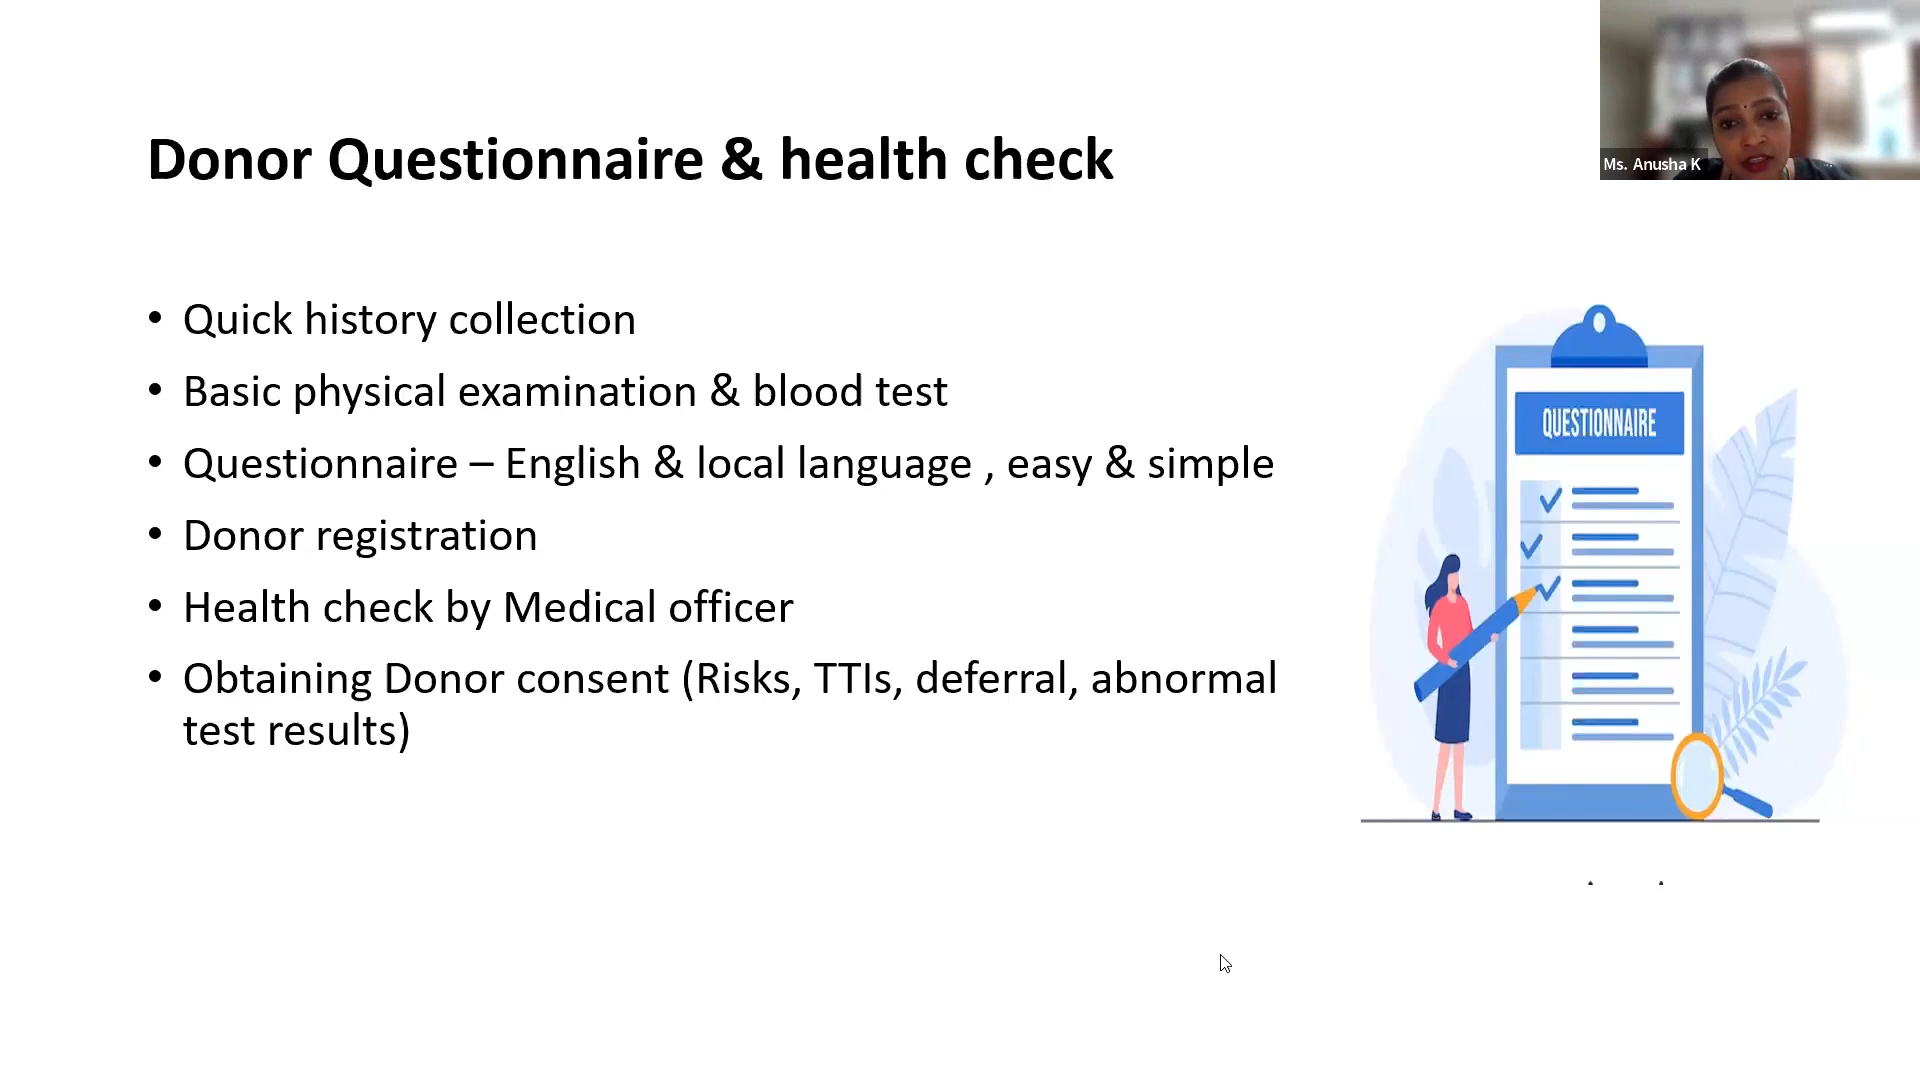 Donor Questionnaire & health check
Ms. Anusha K
• Quick history collection
• Basic physical examination & blood test
• Questionnaire – English & local language , easy & simple
• Donor registration
• Health check by Medical officer
• Obtaining Donor consent (Risks, TTIs, deferral, abnormal
test results)
QUESTIONNAIRE